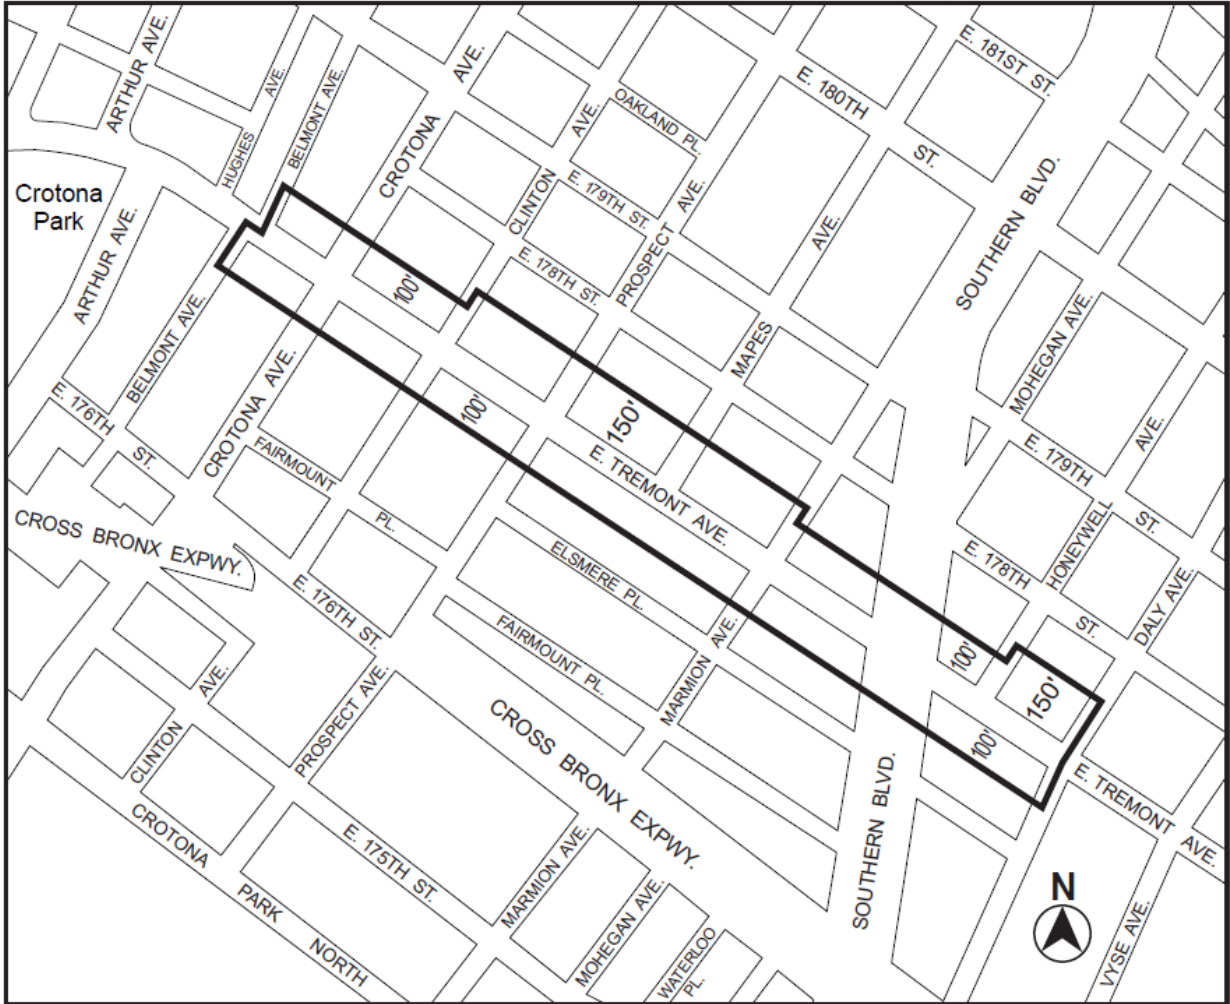 ARTHUR AVE.
HUGHES
AVE.
BELMONT AVE.
CROTONA
AVE.
OAKLAND PL.
E. 180TH
ST.
E. 181ST ST.
Crotona
Park
ARTHUR AVE.
CLINTON
AVE.
E. 179TH ST.
PROSPECT
AVE.
AVE.
SOUTHERN BLVD.
E. 178TH ST.
BELMONT AVE.
100'
MAPES
MOHEGAN AVE.
E. 176TH
ST.
CROTONA AVE.
100'
150'
AVE.
FAIRMOUNT
PL.
E. TREMONT AVE.
E. 179TH
ST.
CROSS BRONX EXPWY.
HONEYWELL
E. 178TH
ST.
DALY AVE.
ELSMERE PL.
E. 176TH ST.
FAIRMOUNT PL.
MARMION
AVE.
100'
150'
AVE.
PROSPECT AVE.
CLINTON
CROSS BRONX EXPWY.
100'
E. TREMONT
AVE.
SOUTHERN BLVD.
CROTONA
PARK
NORTH
E. 175TH ST.
MARMION AVE.
MOHEGAN AVE.
WATERLOO
PL.
N
VYSE AVE.